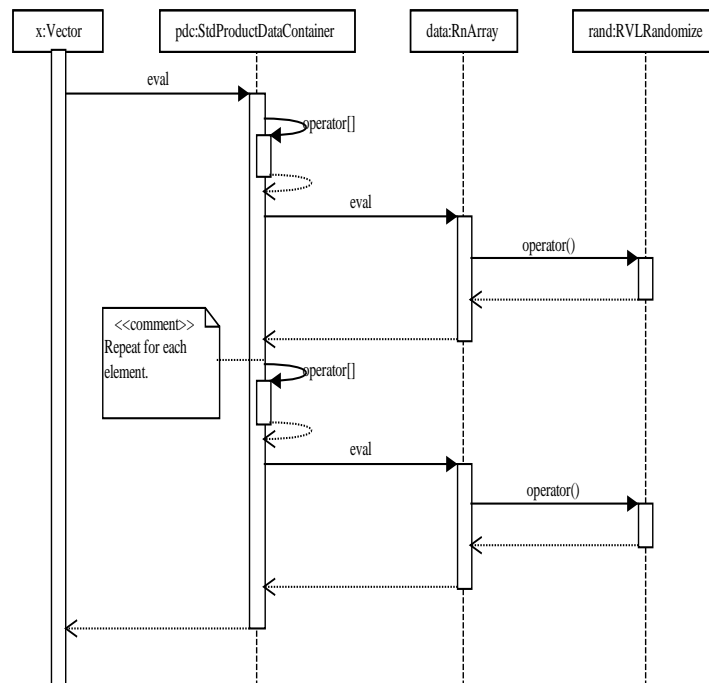 x:Vector
pdc:StdProductDataContainer
data:RnArray
rand:RVLRandomize
eval
operator[]
eval
operator()
<<comment>>
Repeat for each
element.
operator[]
eval
operator()